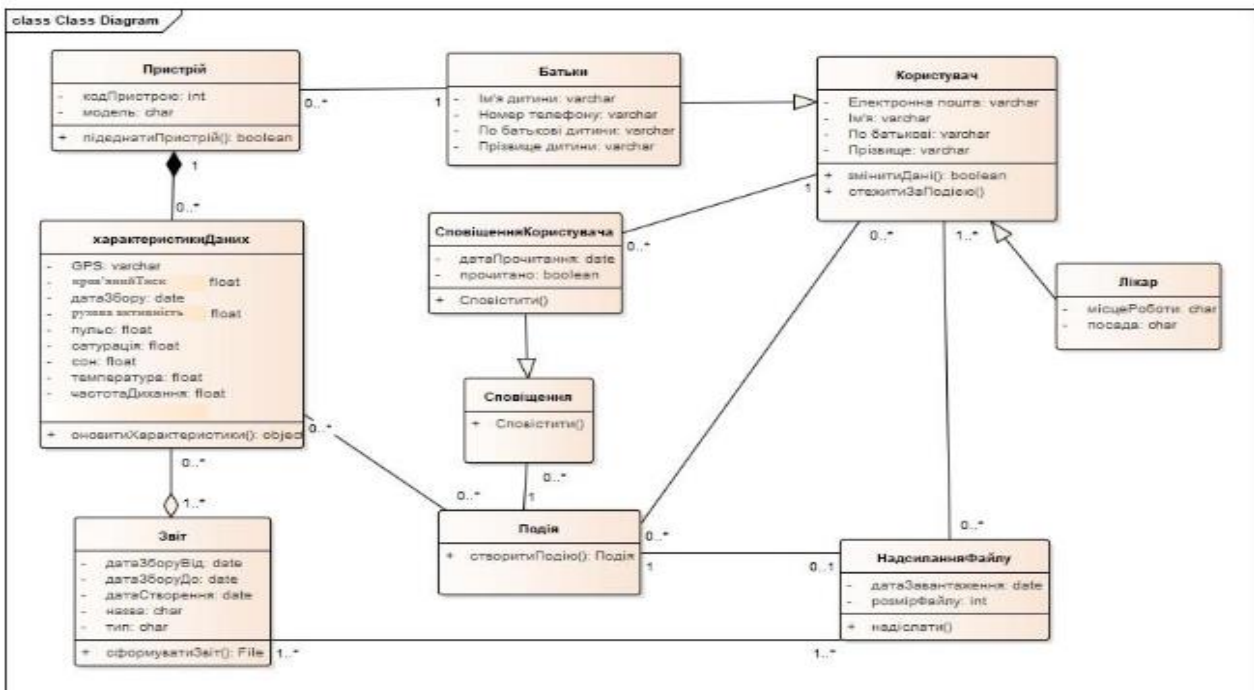 class Class Diagram
Пристрій
- кодПристрою: int
- модель: char
+ підеднатиПристрій(): boolean
0..*
1
Батьки
- Ім'я дитини: varchar
- Номер телефону: varchar
- По батькові дитини: varchar
- Прізвище дитини: varchar
Користувач
- Електронна пошта: varchar
- Ім'я: varchar
- По батькові: varchar
- Прізвище: varchar
+ змінитиДані(): boolean
+ стежитиЗаПодією()
1
0..*
1
0..*
0..*
1..*
СповіщенняКористувача
- датаПрочитання: date
- прочитано: boolean
+ Сповістити()
характеристикиДаних
- GPS: varchar
- кров'янийТиск float
- датаЗбору: date
- рухова активність float
- пульс: float
- сатурація: float
- сон: float
- температура: float
- частотаДихання: float
+ оновитиХарактеристики(): objec
Лікар
- місцеРоботи: char
- посада: char
Сповіщення
+ Сповістити()
0..*
0..*
1..*
0..*
0..*
1
Подія
+ створитиПодію(): Подія
0..*
1
0..1
0..*
Звіт
- датаЗборуВід: date
- датаЗборуДо: date
- датаСтворення: date
- назва: char
- тип: char
+ сформуватиЗвіт(): File
НадсиланняФайлу
- датаЗавантаження: date
- розмірФайлу: int
+ надіслати()
1..*
1..*